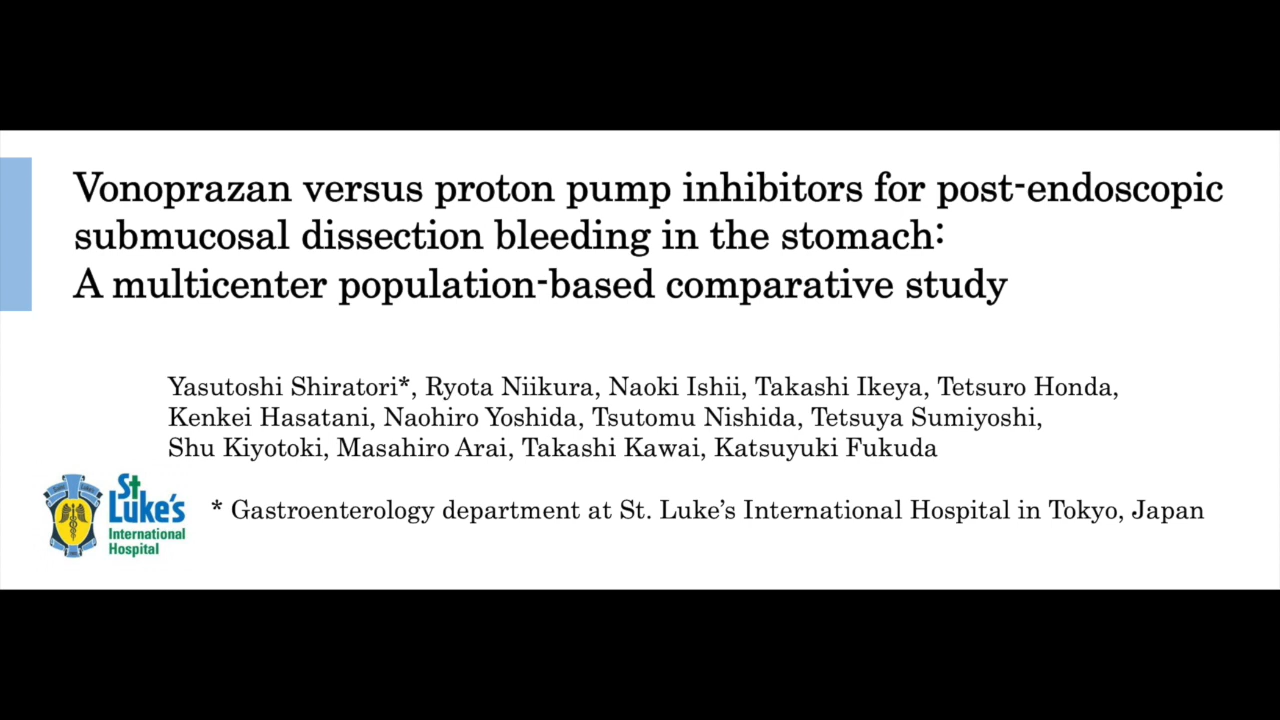 Vonoprazan versus proton pump inhibitors for post-endoscopic
submucosal dissection bleeding in the stomach:
A multicenter population-based comparative study
Yasutoshi Shiratori*, Ryota Niikura, Naoki Ishii, Takashi Ikeya, Tetsuro Honda,
Kenkei Hasatani, Naohiro Yoshida, Tsutomu Nishida, Tetsuya Sumiyoshi,
Shu Kiyotoki, Masahiro Arai, Takashi Kawai, Katsuyuki Fukuda
St
Luke's
International
Hospital
* Gastroenterology department at St. Luke's International Hospital in Tokyo, Japan